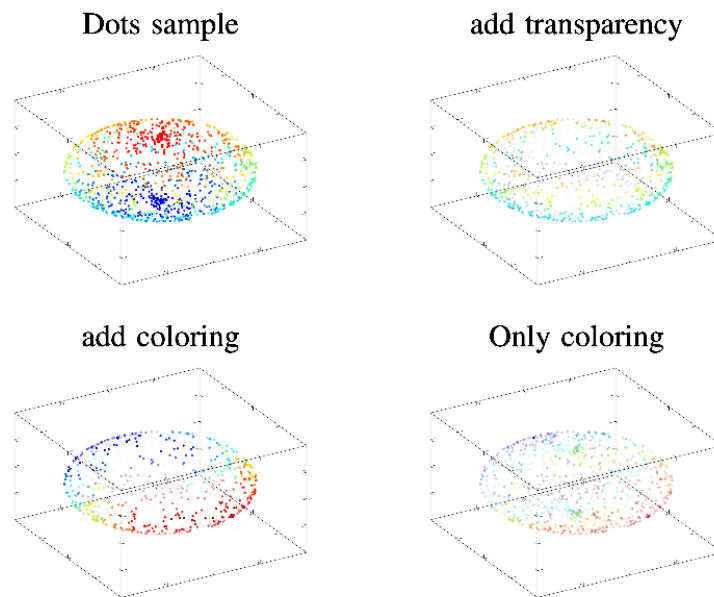 Dots sample
add transparency
add coloring
Only coloring